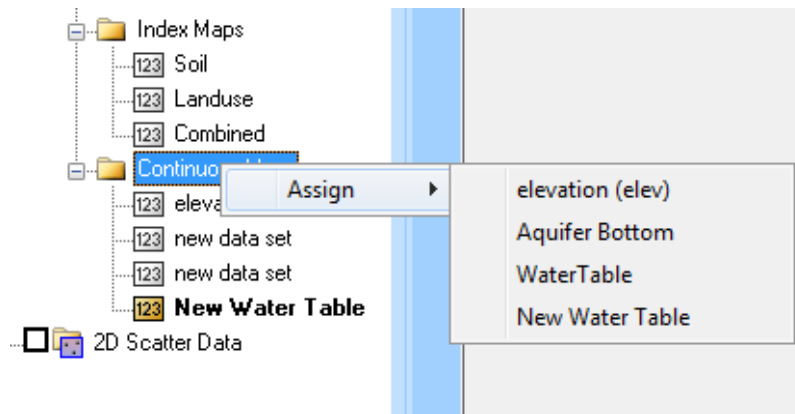 Index Maps
123 Soil
123 Landuse
123 Combined
Assign
123
123 new data set
123 new data set
123 New Water Table
2D Scatter Data
elevation (elev)
Aquifer Bottom
WaterTable
New Water Table